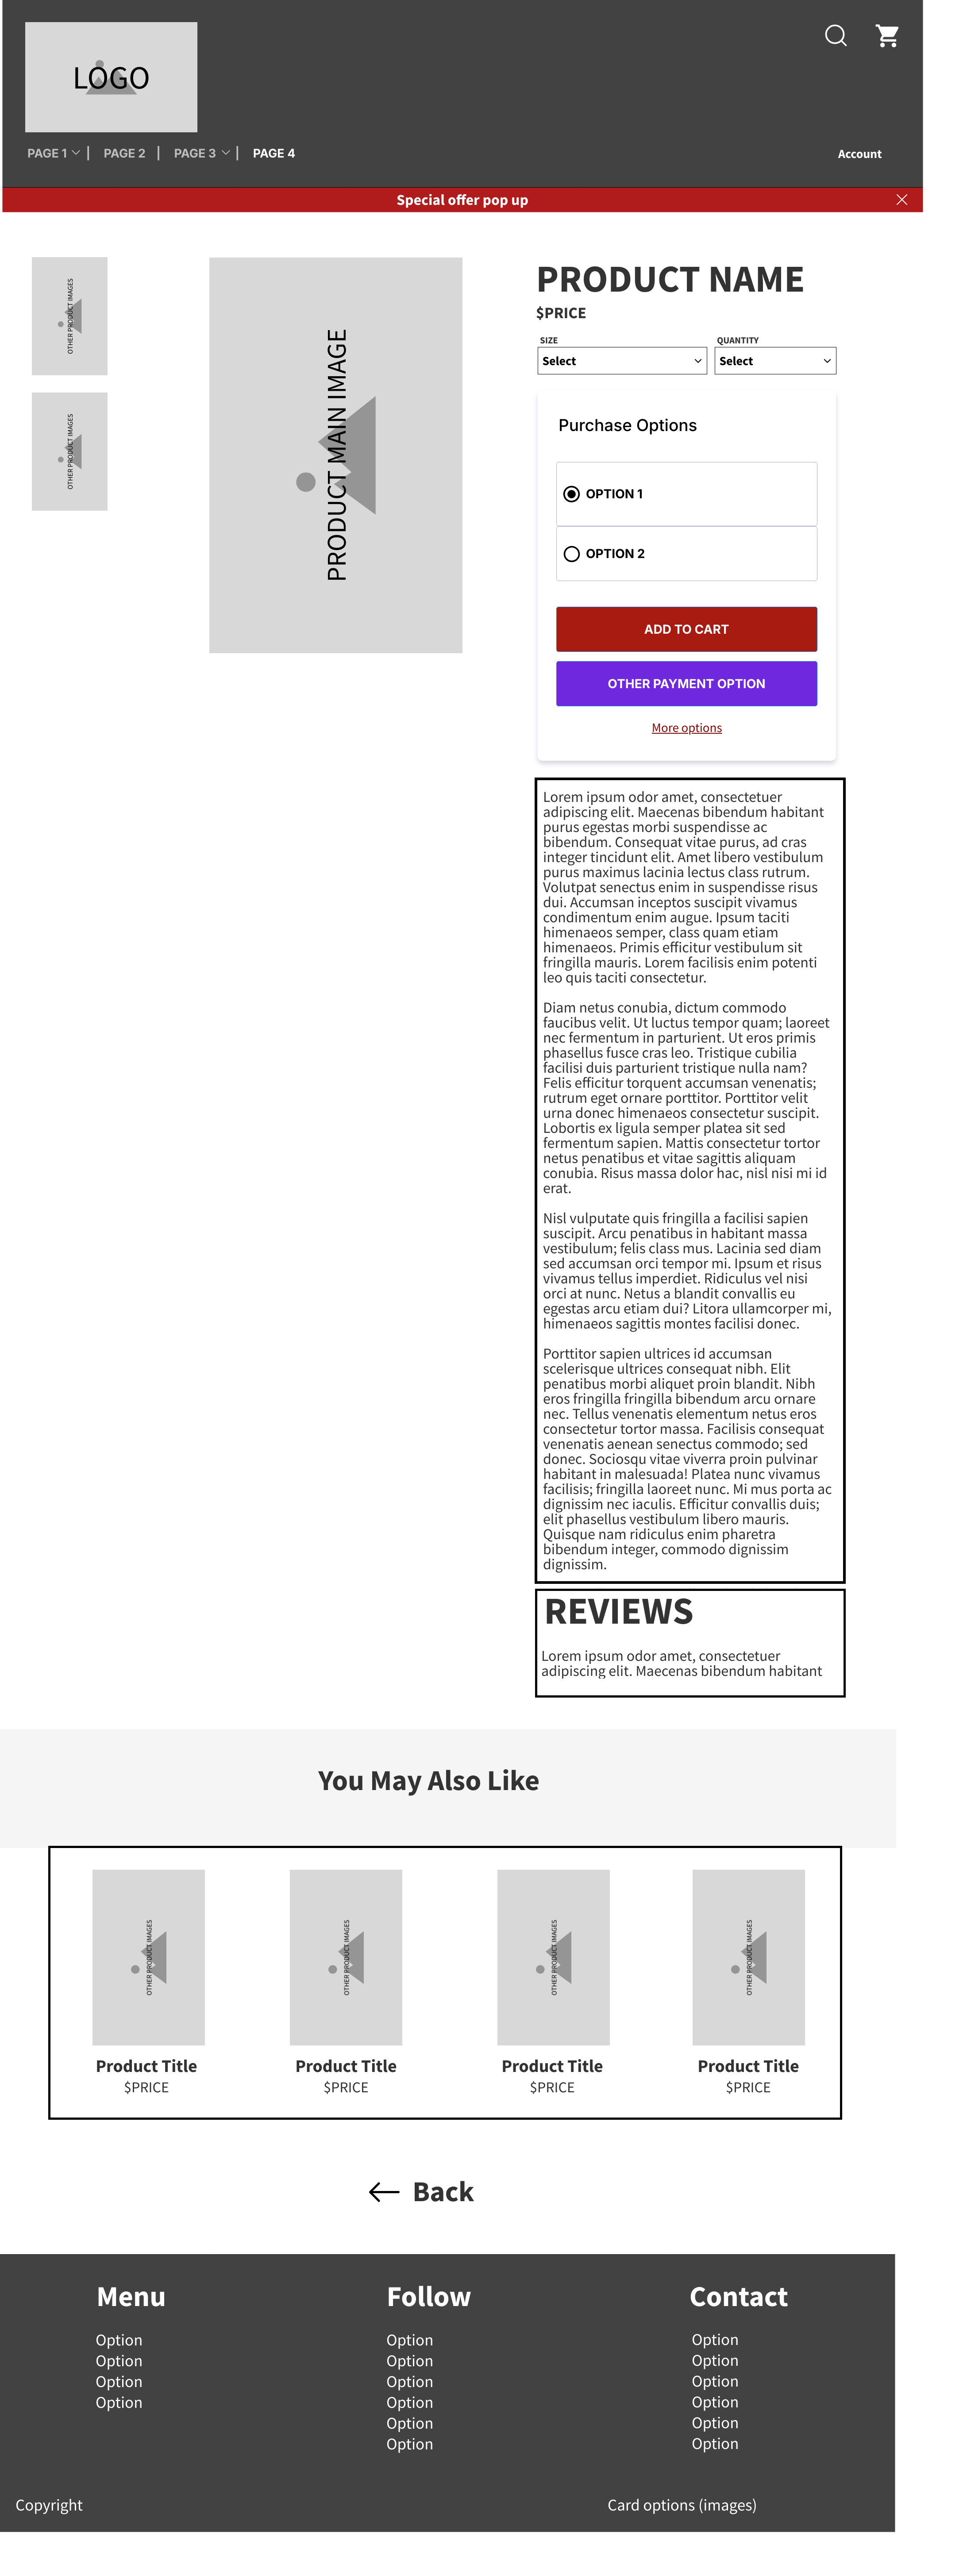 LOGO
PAGE 1 | PAGE 2 | PAGE 3 | PAGE 4
Account
Special offer pop up
OTHER PRODUCT IMAGES
OTHER PRODUCT IMAGES
PRODUCT MAIN IMAGE
PRODUCT NAME
$PRICE
SIZE QUANTITY
Select Select
Purchase Options
OPTION 1
OPTION 2
ADD TO CART
OTHER PAYMENT OPTION
More options
Lorem ipsum odor amet, consectetuer
adipiscing elit. Maecenas bibendum habitant
purus egestas morbi suspendisse ac
bibendum. Consequat vitae purus, ad cras
integer tincidunt elit. Amet libero vestibulum
purus maximus lacinia lectus class rutrum.
Volutpat senectus enim in suspendisse risus
dui. Accumsan inceptos suscipit vivamus
condimentum enim augue. Ipsum taciti
himenaeos semper, class quam etiam
himenaeos. Primis efficitur vestibulum sit
fringilla mauris. Lorem facilisis enim potenti
leo quis taciti consectetur.
Diam netus conubia, dictum commodo
faucibus velit. Ut luctus tempor quam; laoreet
nec fermentum in parturient. Ut eros primis
phasellus fusce cras leo. Tristique cubilia
facilisi duis parturient tristique nulla nam?
Felis efficitur torquent accumsan venenatis;
rutrum eget ornare porttitor. Porttitor velit
urna donec himenaeos consectetur suscipit.
Lobortis ex ligula semper platea sit sed
fermentum sapien. Mattis consectetur tortor
netus penatibus et vitae sagittis aliquam
conubia. Risus massa dolor hac, nisl nisi mi id
erat.
Nisl vulputate quis fringilla a facilisi sapien
suscipit. Arcu penatibus in habitant massa
vestibulum; felis class mus. Lacinia sed diam
sed accumsan orci tempor mi. Ipsum et risus
vivamus tellus imperdiet. Ridiculus vel nisi
orci at nunc. Netus a blandit convallis eu
egestas arcu etiam dui? Litora ullamcorper mi,
himenaeos sagittis montes facilisi donec.
Porttitor sapien ultrices id accumsan
scelerisque ultrices consequat nibh. Elit
penatibus morbi aliquet proin blandit. Nibh
eros fringilla fringilla bibendum arcu ornare
nec. Tellus venenatis elementum netus eros
consectetur tortor massa. Facilisis consequat
venenatis aenean senectus commodo; sed
donec. Sociosqu vitae viverra proin pulvinar
habitant in malesuada! Platea nunc vivamus
facilisis; fringilla laoreet nunc. Mi mus porta ac
dignissim nec iaculis. Efficitur convallis duis;
elit phasellus vestibulum libero mauris.
Quisque nam ridiculus enim pharetra
bibendum integer, commodo dignissim
dignissim.
REVIEWS
Lorem ipsum odor amet, consectetuer
adipiscing elit. Maecenas bibendum habitant
You May Also Like
OTHER PRODUCT IMAGES OTHER PRODUCT IMAGES OTHER PRODUCT IMAGES OTHER PRODUCT IMAGES
Product Title Product Title Product Title Product Title
$PRICE $PRICE $PRICE $PRICE
Back
Menu
Option
Option
Option
Option
Follow
Option
Option
Option
Option
Option
Option
Contact
Option
Option
Option
Option
Option
Option
Copyright
Card options (images)